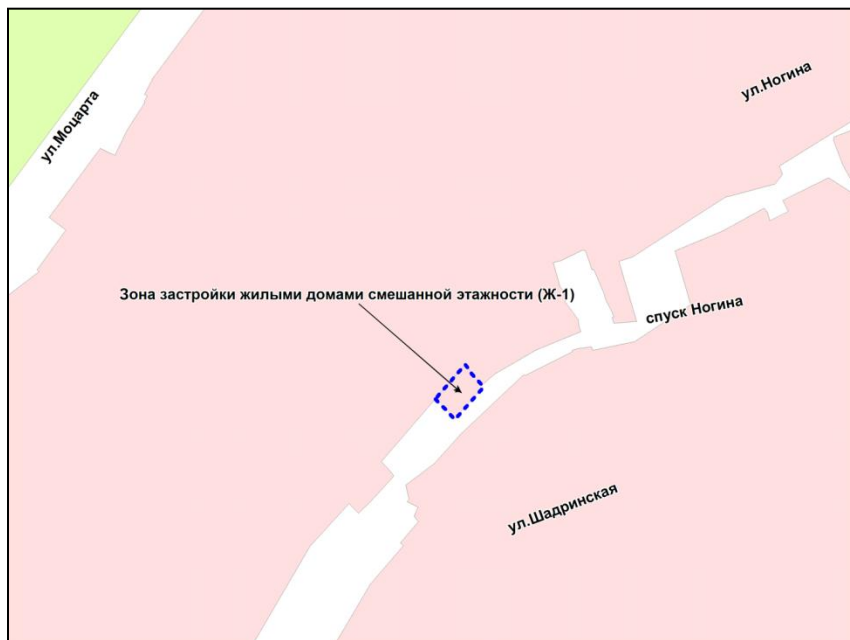 ул.Ногина
ул.Моцарта
Зона застройки жилыми домами смешанной этажности (Ж-1)
спуск Ногина
ул.Шадринская